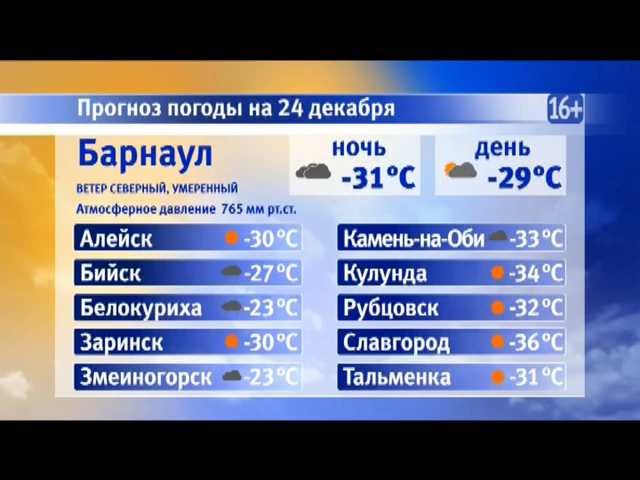 Прогноз погоды на 24 декабря 16+
Барнаул
ВЕТЕР СЕВЕРНЫЙ, УМЕРЕННЫЙ
Атмосферное давление 765 мм рт.ст.
ночь
-31°C
день
-29°C
Алейск -30°C
Бийск -27°C
Белокуриха -23°C
Заринск -30°C
Змеиногорск -23°C
Камень-на-Оби -33°C
Кулунда -34°C
Рубцовск -32°C
Славгород -36°C
Тальменка -31°C